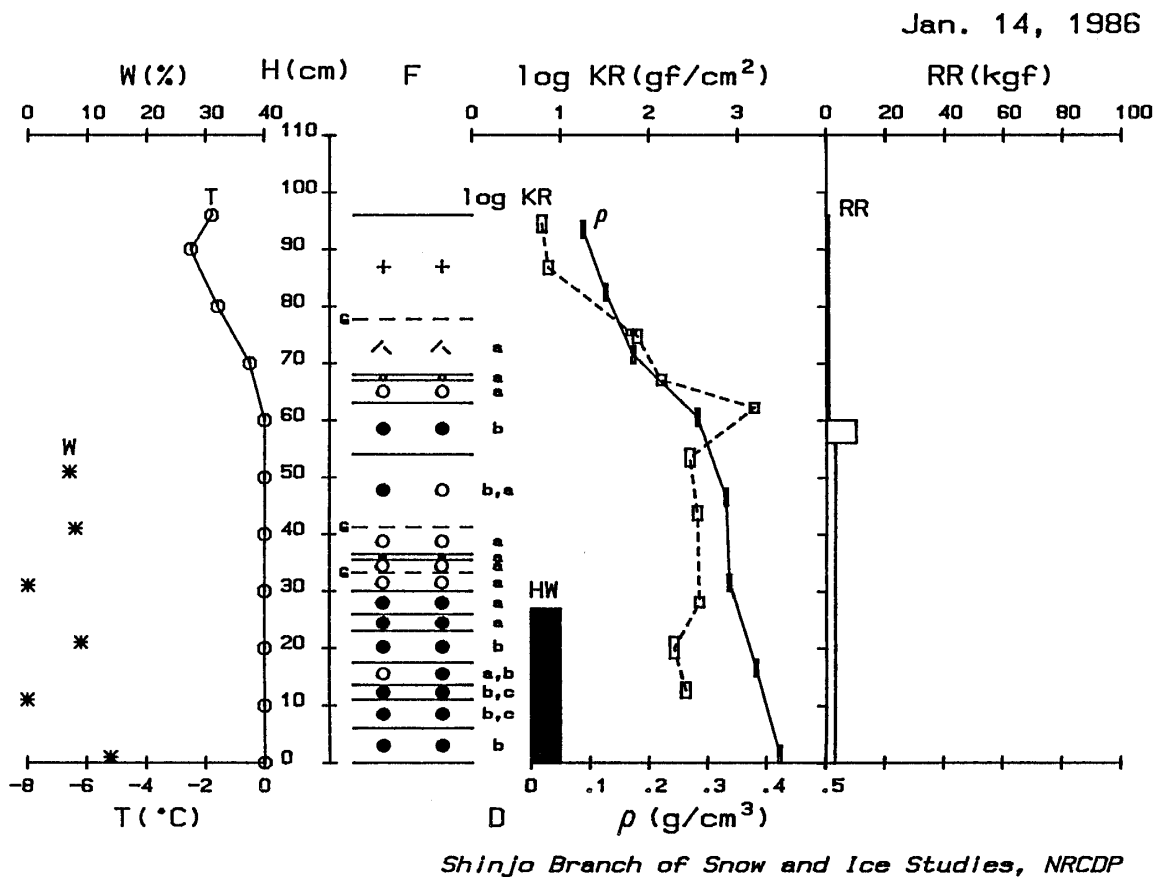 Jan. 14, 1986
W(%) H(cm) F log KR(gf/cm²) RR(kgf)
0 10 20 30 40 0 1 2 3 0 20 40 60 80 100
110
100
T log KR ρ RR
90
80
G
70
a
a
a
60
b
W
50
b,a
40
G
a
a
a
G
30
a
HW
a
a
20
b
a,b
b,c
10
b,c
b
0
-8 -6 -4 -2 0 0 .1 .2 .3 .4 .5
T(°C) D ρ (g/cm³)
Shinjo Branch of Snow and Ice Studies, NRCDP